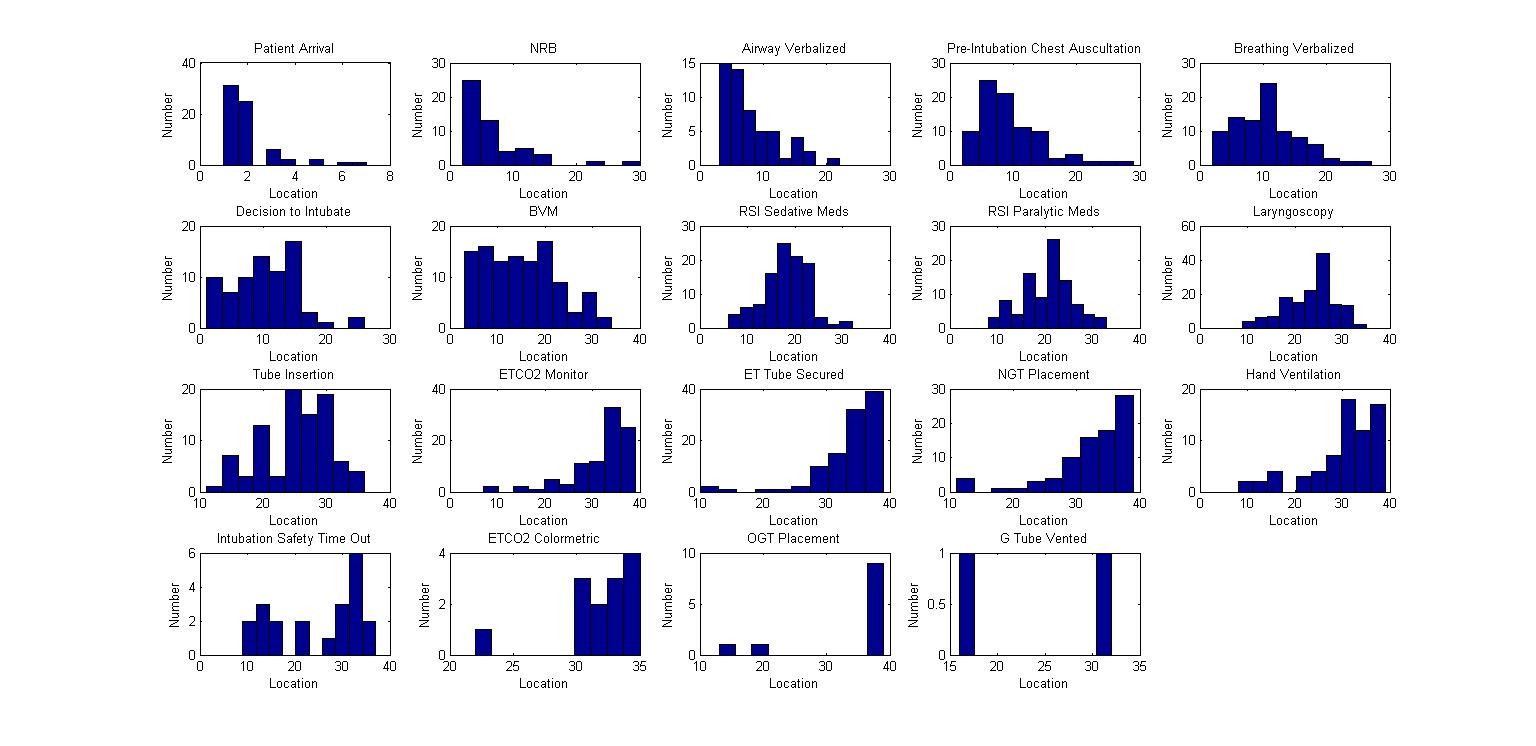 Patient Arrival NRB Airway Verbalized Pre-Intubation Chest Auscultation Breathing Verbalized
40 30 15 30 30
20 20 10 20 20
10 5 10 10
0 0 0 0 0
Number Number Number Number Number
0 2 4 6 8 0 10 20 30 0 10 20 30 0 10 20 30 0 10 20 30
Location Location Location Location Location
Decision to Intubate BVM RSI Sedative Meds RSI Paralytic Meds Laryngoscopy
20 20 30 30 60
10 10 20 20 40
10 10 20
0 0 0 0 0
Number Number Number Number Number
0 10 20 30 0 10 20 30 40 0 10 20 30 40 0 10 20 30 40 0 10 20 30 40
Location Location Location Location Location
Tube Insertion ETCO2 Monitor ET Tube Secured NGT Placement Hand Ventilation
20 40 40 30 20
10 20 20 20 10
10
0 0 0 0 0
Number Number Number Number Number
10 20 30 40 0 10 20 30 40 10 20 30 40 10 20 30 40 0 10 20 30 40
Location Location Location Location Location
Intubation Safety Time Out ETCO2 Colormetric OGT Placement G Tube Vented
6 4 10 1
4 2 5 0.5
2
0 0 0 0
Number Number Number Number
0 10 20 30 40 20 25 30 35 10 20 30 40 15 20 25 30 35
Location Location Location Location